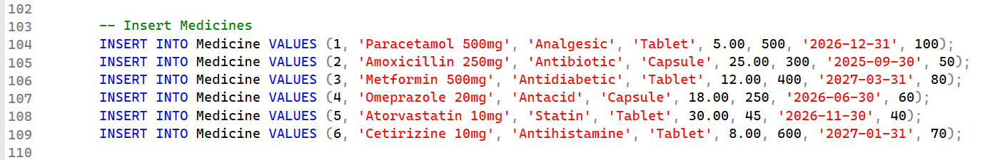 102
103 -- Insert Medicines
104 INSERT INTO Medicine VALUES (1, 'Paracetamol 500mg', 'Analgesic', 'Tablet', 5.00, 500, '2026-12-31', 100);
105 INSERT INTO Medicine VALUES (2, 'Amoxicillin 250mg', 'Antibiotic', 'Capsule', 25.00, 300, '2025-09-30', 50);
106 INSERT INTO Medicine VALUES (3, 'Metformin 500mg', 'Antidiabetic', 'Tablet', 12.00, 400, '2027-03-31', 80);
107 INSERT INTO Medicine VALUES (4, 'Omeprazole 20mg', 'Antacid', 'Capsule', 18.00, 250, '2026-06-30', 60);
108 INSERT INTO Medicine VALUES (5, 'Atorvastatin 10mg', 'Statin', 'Tablet', 30.00, 45, '2026-11-30', 40);
109 INSERT INTO Medicine VALUES (6, 'Cetirizine 10mg', 'Antihistamine', 'Tablet', 8.00, 600, '2027-01-31', 70);
110